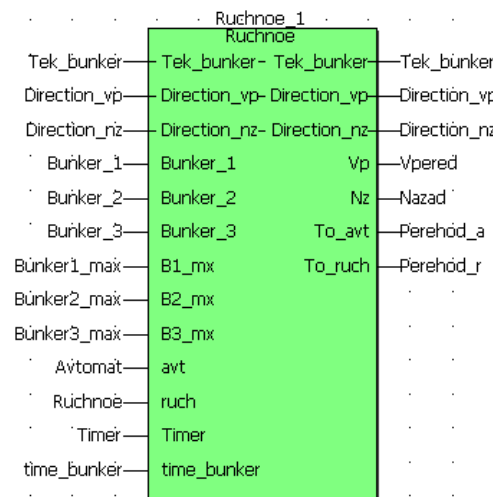 Ruchnoe_1
Ruchnoe
Tek_bunker Tek_bunker- Tek_bunker Tek_bunker
Direction_vp Direction_vp- Direction_vp Direction_vp
Direction_nz Direction_nz- Direction_nz Direction_nz
Bunker_1 Bunker_1 Vp Vpered
Bunker_2 Bunker_2 Nz Nazad
Bunker_3 Bunker_3 To_avt Perehod_a
Bunker1_max B1_mx To_ruch Perehod_r
Bunker2_max B2_mx
Bunker3_max B3_mx
Avtomat avt
Ruchnoe ruch
Timer Timer
time_bunker time_bunker